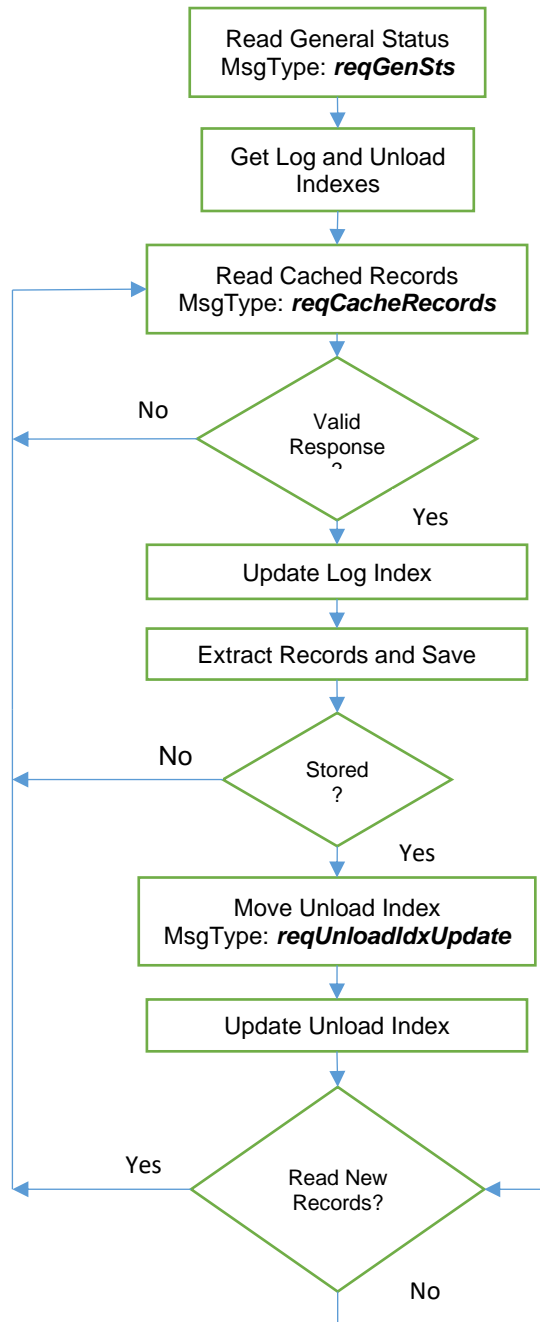 Read General Status
MsgType: reqGenSts
Get Log and Unload
Indexes
Read Cached Records
MsgType: reqCacheRecords
No
Valid
Response
?
Yes
Update Log Index
Extract Records and Save
No
Stored
?
Yes
Move Unload Index
MsgType: reqUnloadIdxUpdate
Update Unload Index
Yes
Read New
Records?
No